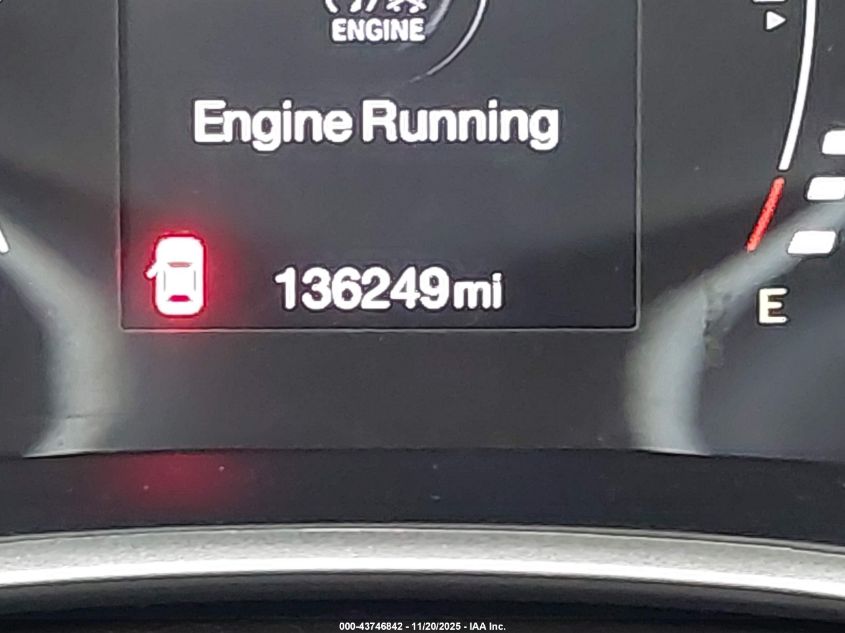 ENGINE
Engine Running
136249mi
E
000-43746842 - 11/20/2025 - IAA Inc.